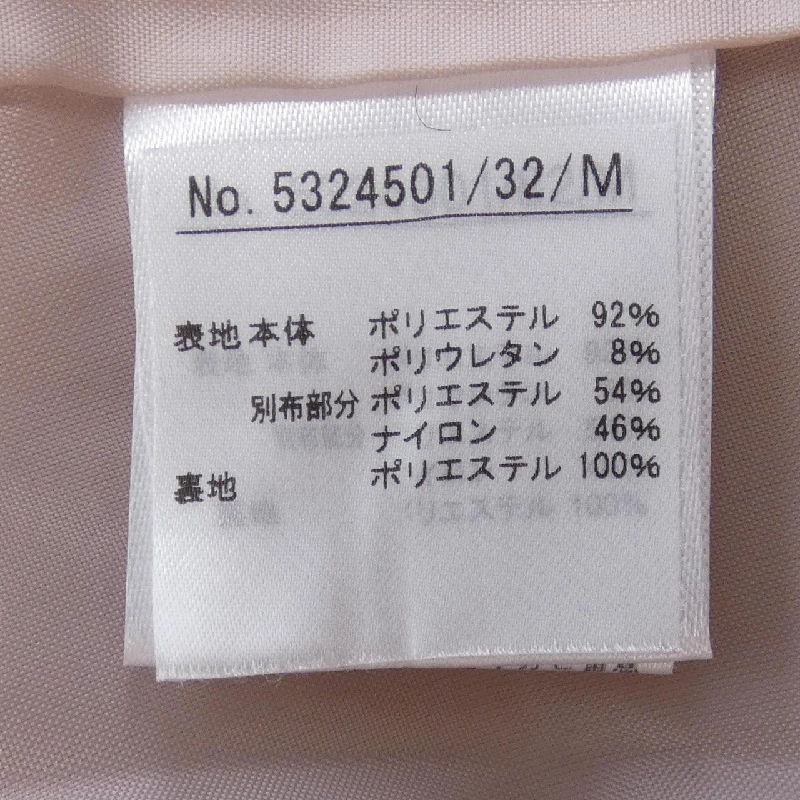 No. 5324501/32/M
表地 本体 ポリエステル 92%
ポリウレタン 8%
別布部分 ポリエステル 54%
ナイロン 46%
裏地 ポリエステル 100%